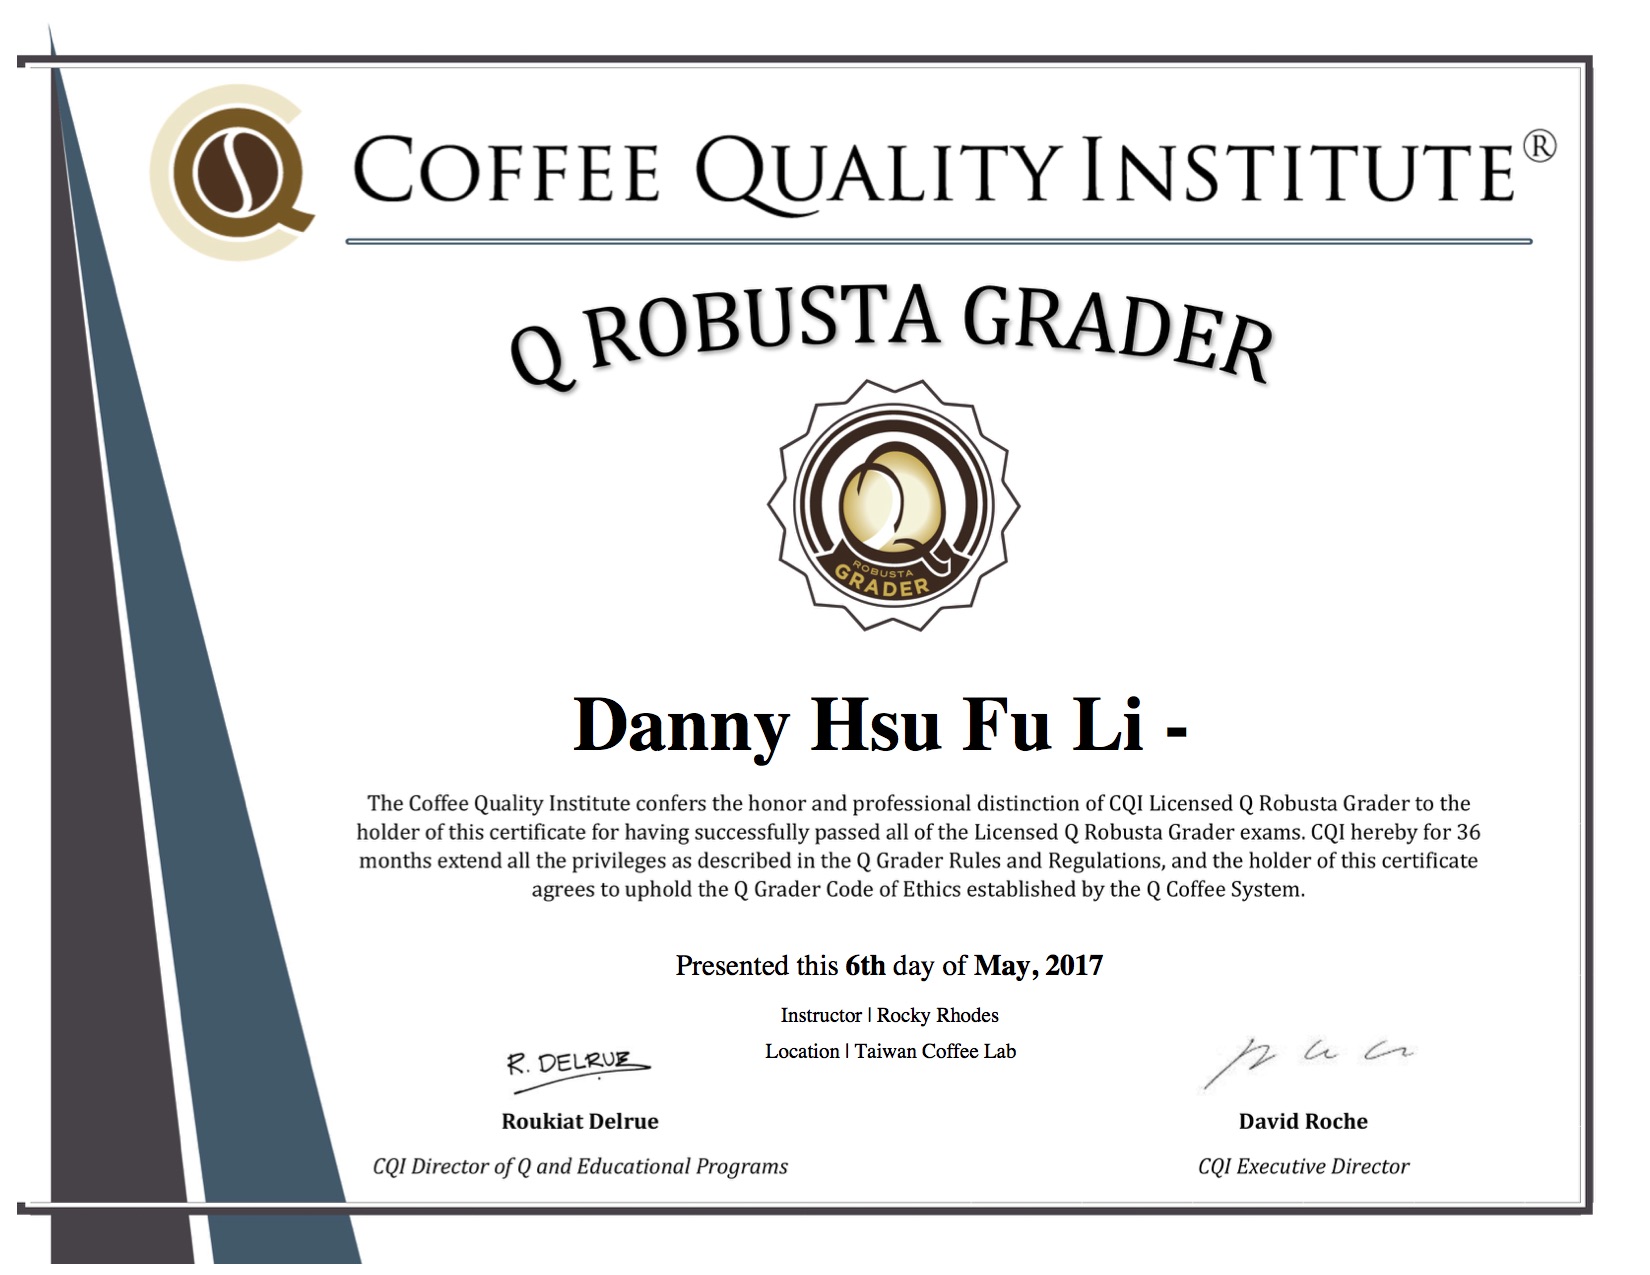 COFFEE QUALITY INSTITUTE®
Q ROBUSTA GRADER
ROBUSTA
GRADER
Danny Hsu Fu Li -
The Coffee Quality Institute confers the honor and professional distinction of CQI Licensed Q Robusta Grader to the
holder of this certificate for having successfully passed all of the Licensed Q Robusta Grader exams. CQI hereby for 36
months extend all the privileges as described in the Q Grader Rules and Regulations, and the holder of this certificate
agrees to uphold the Q Grader Code of Ethics established by the Q Coffee System.
Presented this 6th day of May, 2017
Instructor | Rocky Rhodes
Location | Taiwan Coffee Lab
R. DELRUE
Roukiat Delrue
David Roche
CQI Director of Q and Educational Programs
CQI Executive Director